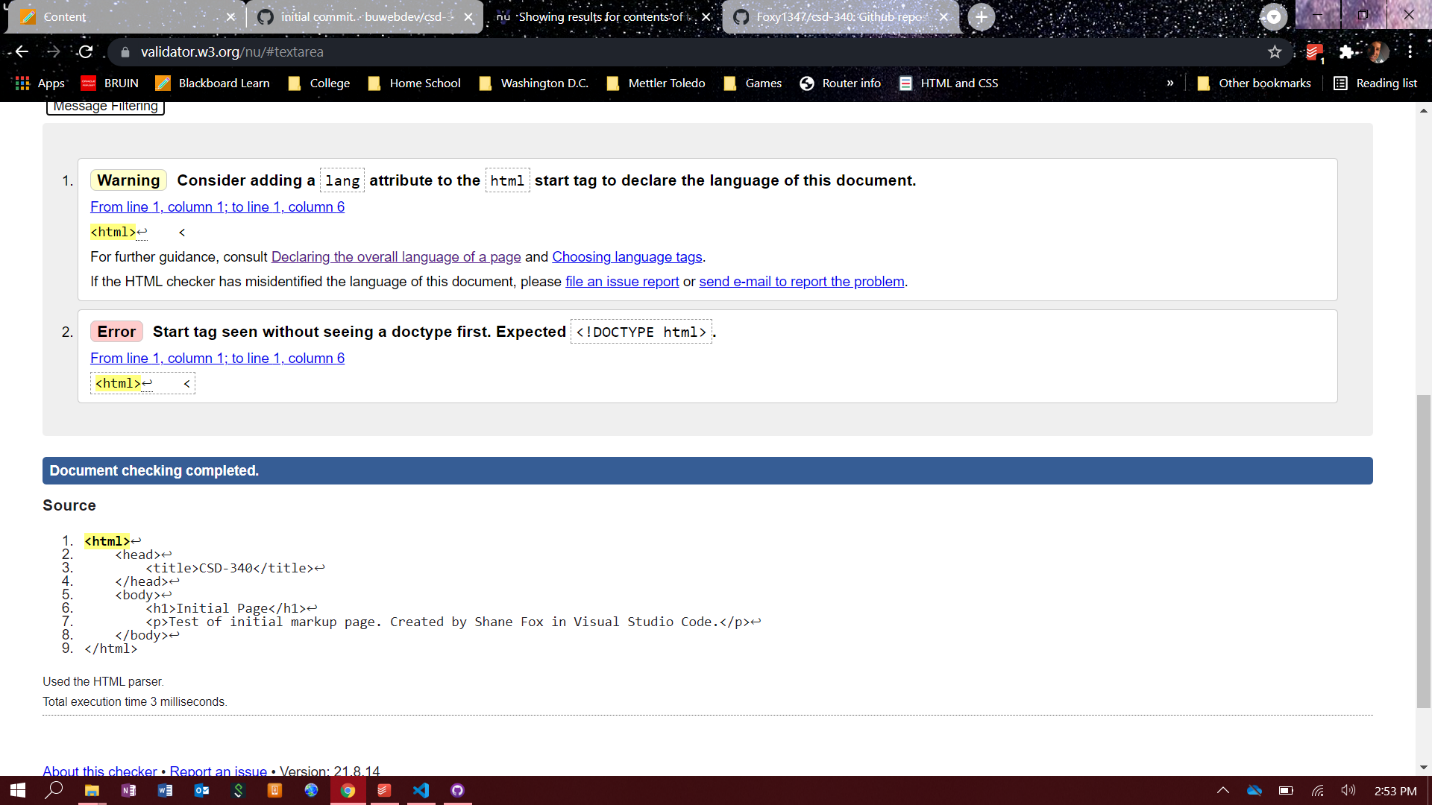 Content
initial commit. · buwebdev/csd-
Showing results for contents of
Foxy1347/csd-340: Github repo
validator.w3.org/nu/#textarea
1
Apps BRUIN Blackboard Learn College Home School Washington D.C. Mettler Toledo Games Router info HTML and CSS » Other bookmarks Reading list
Message Filtering
1. Warning Consider adding a lang attribute to the html start tag to declare the language of this document.
From line 1, column 1; to line 1, column 6
<html>↩    <
For further guidance, consult Declaring the overall language of a page and Choosing language tags.
If the HTML checker has misidentified the language of this document, please file an issue report or send e-mail to report the problem.
2. Error Start tag seen without seeing a doctype first. Expected <!DOCTYPE html>.
From line 1, column 1; to line 1, column 6
<html>↩    <
Document checking completed.
Source
1. <html>↩
2.     <head>↩
3.         <title>CSD-340</title>↩
4.     </head>↩
5.     <body>↩
6.         <h1>Initial Page</h1>↩
7.         <p>Test of initial markup page. Created by Shane Fox in Visual Studio Code.</p>↩
8.     </body>↩
9. </html>
Used the HTML parser.
Total execution time 3 milliseconds.
About this checker • Report an issue • Version: 21.8.14
2:53 PM